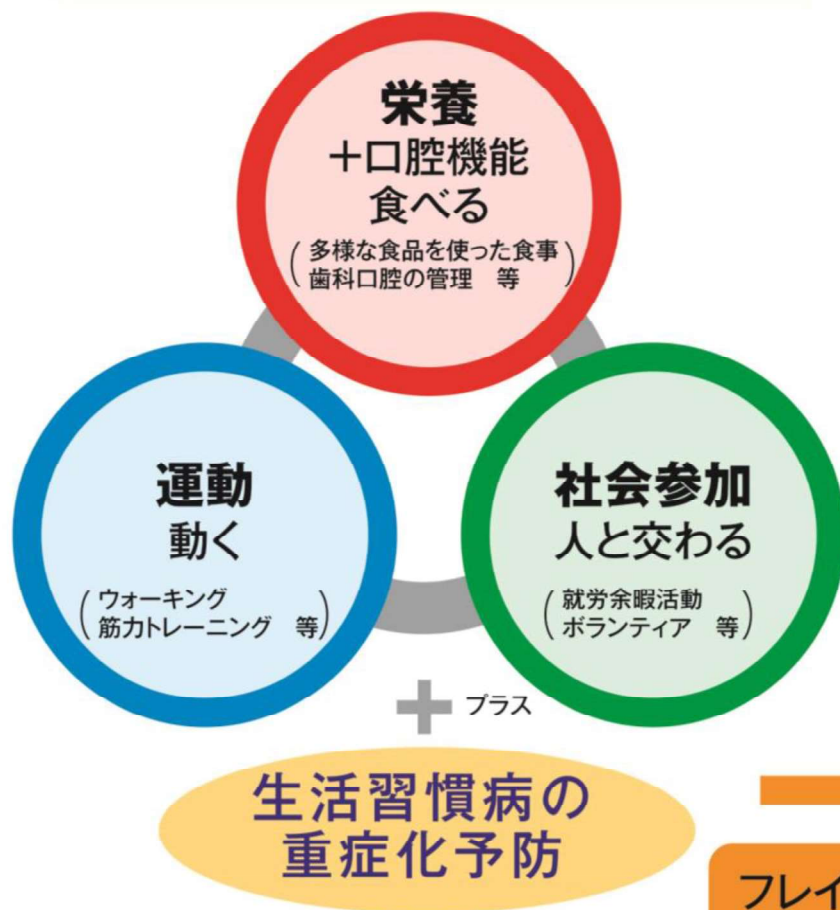 栄養
＋口腔機能
食べる
(多様な食品を使った食事
歯科口腔の管理　等)
運動
動く
(ウォーキング
筋力トレーニング　等)
社会参加
人と交わる
(就労余暇活動
ボランティア　等)
＋ プラス
生活習慣病の
重症化予防
フレイ